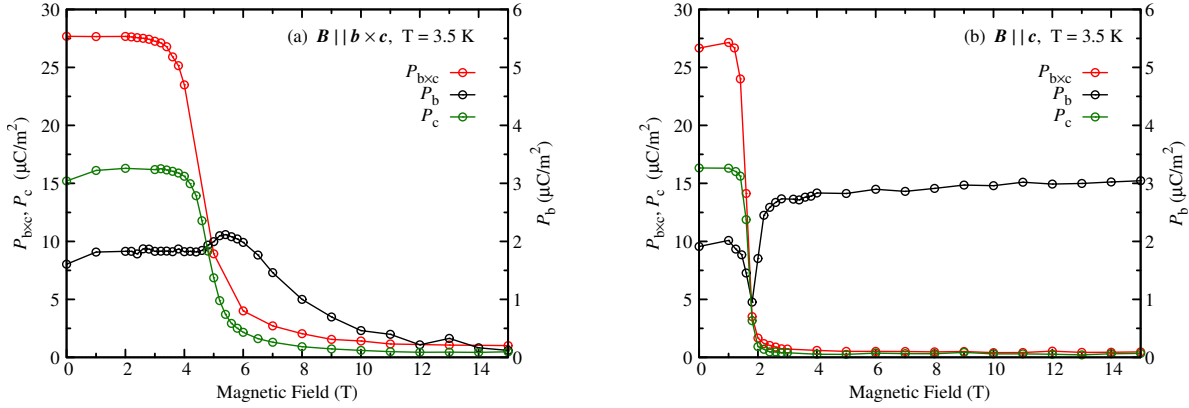 (a) B || b × c, T = 3.5 K
P_b×c
P_b
P_c
30
25
20
15
10
5
0
P_b×c, P_c (μC/m²)
6
5
4
3
2
1
0
P_b (μC/m²)
0 2 4 6 8 10 12 14
Magnetic Field (T)
(b) B || c, T = 3.5 K
P_b×c
P_b
P_c
30
25
20
15
10
5
0
P_b×c, P_c (μC/m²)
6
5
4
3
2
1
0
P_b (μC/m²)
0 2 4 6 8 10 12 14
Magnetic Field (T)